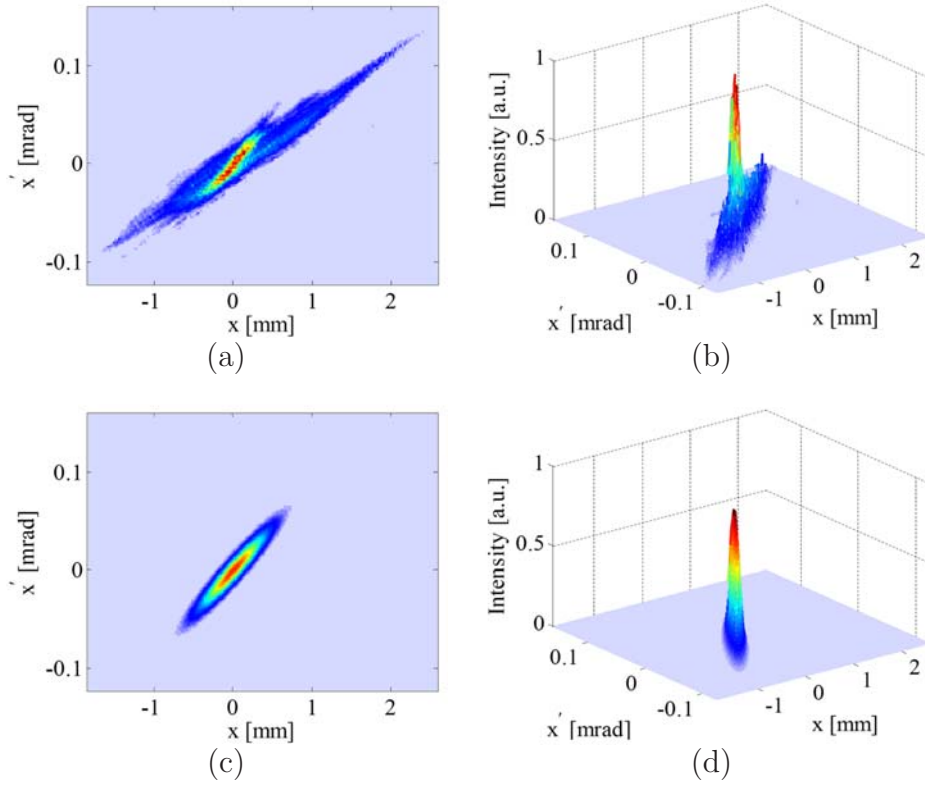 0.1
0
-0.1
x' [mrad]
-1 0 1 2
x [mm]
(a)
1
0.5
0
Intensity [a.u.]
0.1
0
-0.1
x' [mrad]
-1
0
1
2
x [mm]
(b)
0.1
0
-0.1
x' [mrad]
-1 0 1 2
x [mm]
(c)
1
0.5
0
Intensity [a.u.]
0.1
0
-0.1
x' [mrad]
-1
0
1
2
x [mm]
(d)